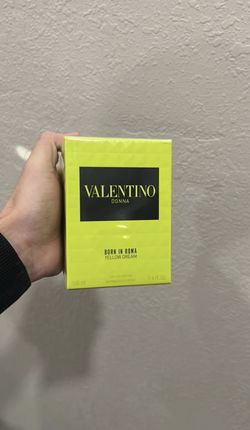 VALENTINO
DONNA
BORN IN ROMA
YELLOW DREAM